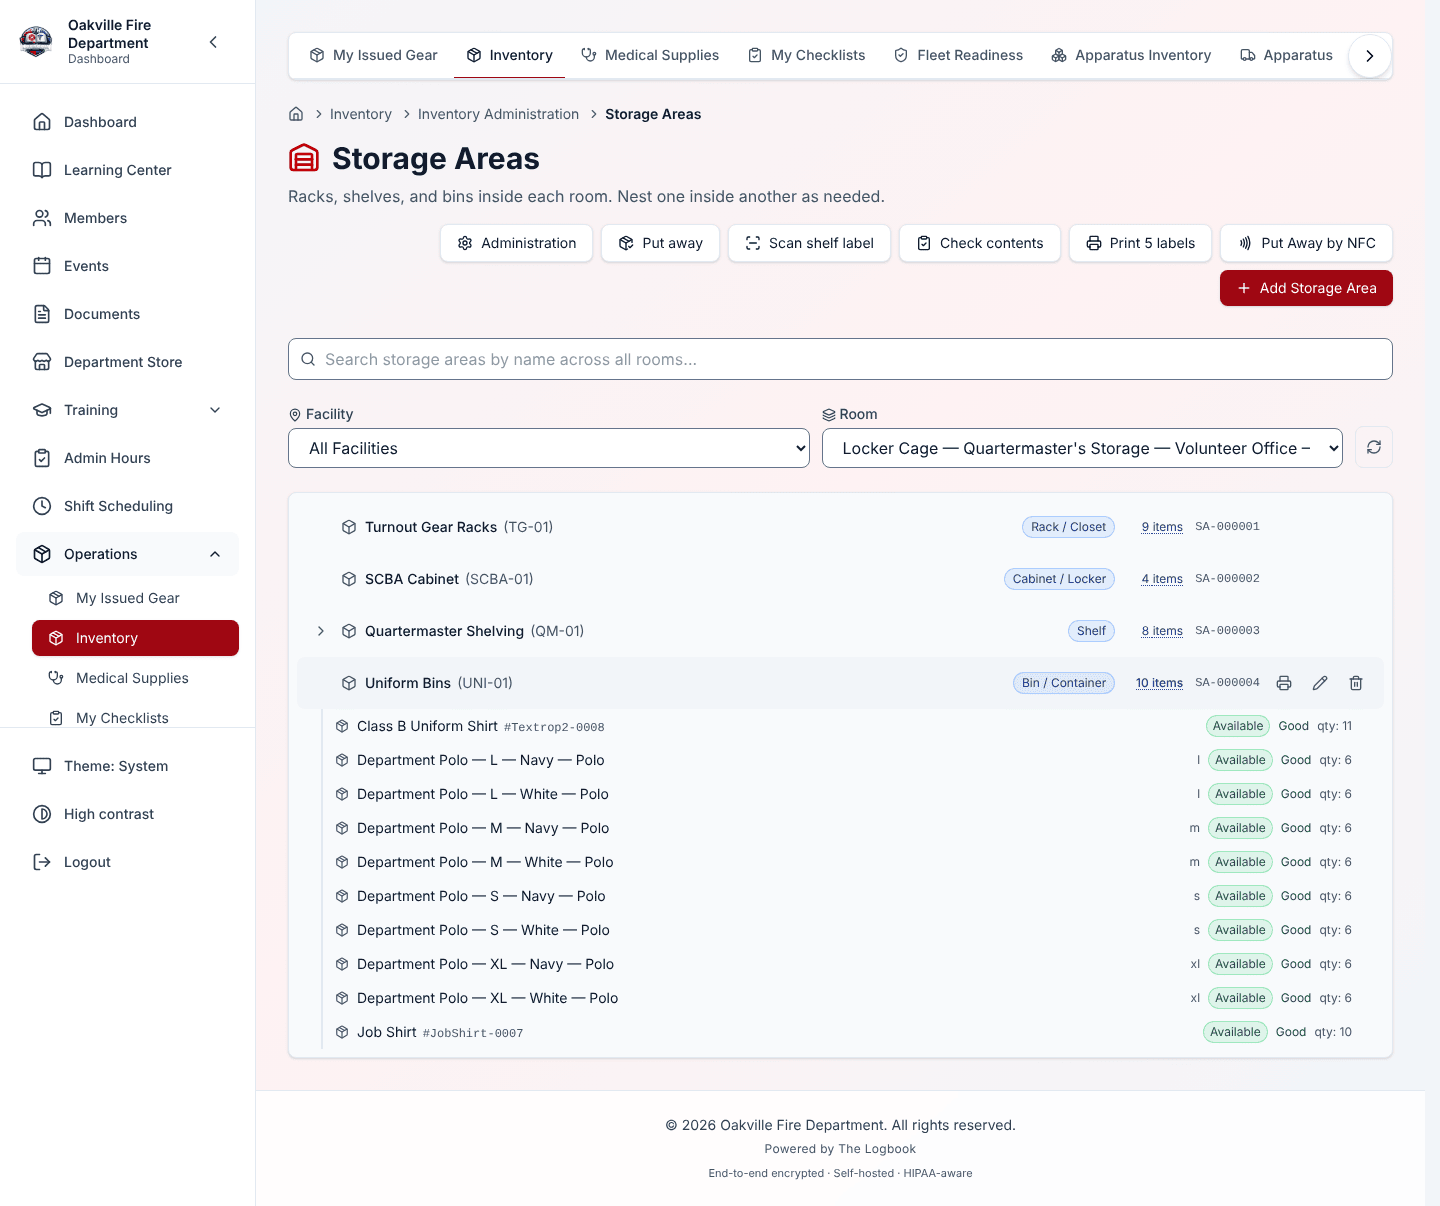 Oakville Fire Department
Dashboard
Dashboard
Learning Center
Members
Events
Documents
Department Store
Training
Admin Hours
Shift Scheduling
Operations
My Issued Gear
Inventory
Medical Supplies
My Checklists
Theme: System
High contrast
Logout
My Issued Gear Inventory Medical Supplies My Checklists Fleet Readiness Apparatus Inventory Apparatus
Inventory Inventory Administration Storage Areas
Storage Areas
Racks, shelves, and bins inside each room. Nest one inside another as needed.
Administration Put away Scan shelf label Check contents Print 5 labels Put Away by NFC
Add Storage Area
Search storage areas by name across all rooms...
Facility Room
All Facilities Locker Cage — Quartermaster's Storage — Volunteer Office –
Turnout Gear Racks (TG-01) Rack / Closet 9 items SA-000001
SCBA Cabinet (SCBA-01) Cabinet / Locker 4 items SA-000002
Quartermaster Shelving (QM-01) Shelf 8 items SA-000003
Uniform Bins (UNI-01) Bin / Container 10 items SA-000004
Class B Uniform Shirt #Textrop2-0008 Available Good qty: 11
Department Polo — L — Navy — Polo l Available Good qty: 6
Department Polo — L — White — Polo l Available Good qty: 6
Department Polo — M — Navy — Polo m Available Good qty: 6
Department Polo — M — White — Polo m Available Good qty: 6
Department Polo — S — Navy — Polo s Available Good qty: 6
Department Polo — S — White — Polo s Available Good qty: 6
Department Polo — XL — Navy — Polo xl Available Good qty: 6
Department Polo — XL — White — Polo xl Available Good qty: 6
Job Shirt #JobShirt-0007 Available Good qty: 10
© 2026 Oakville Fire Department. All rights reserved.
Powered by The Logbook
End-to-end encrypted · Self-hosted · HIPAA-aware